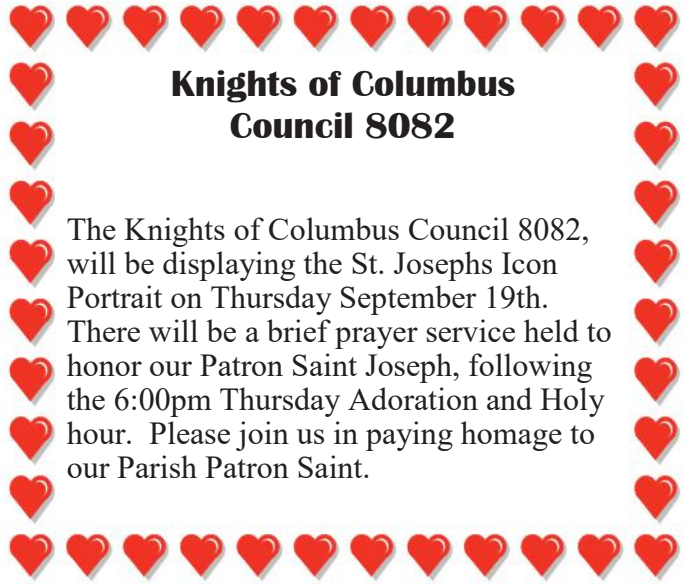 Knights of Columbus
Council 8082
The Knights of Columbus Council 8082,
will be displaying the St. Josephs Icon
Portrait on Thursday September 19th.
There will be a brief prayer service held to
honor our Patron Saint Joseph, following
the 6:00pm Thursday Adoration and Holy
hour.  Please join us in paying homage to
our Parish Patron Saint.